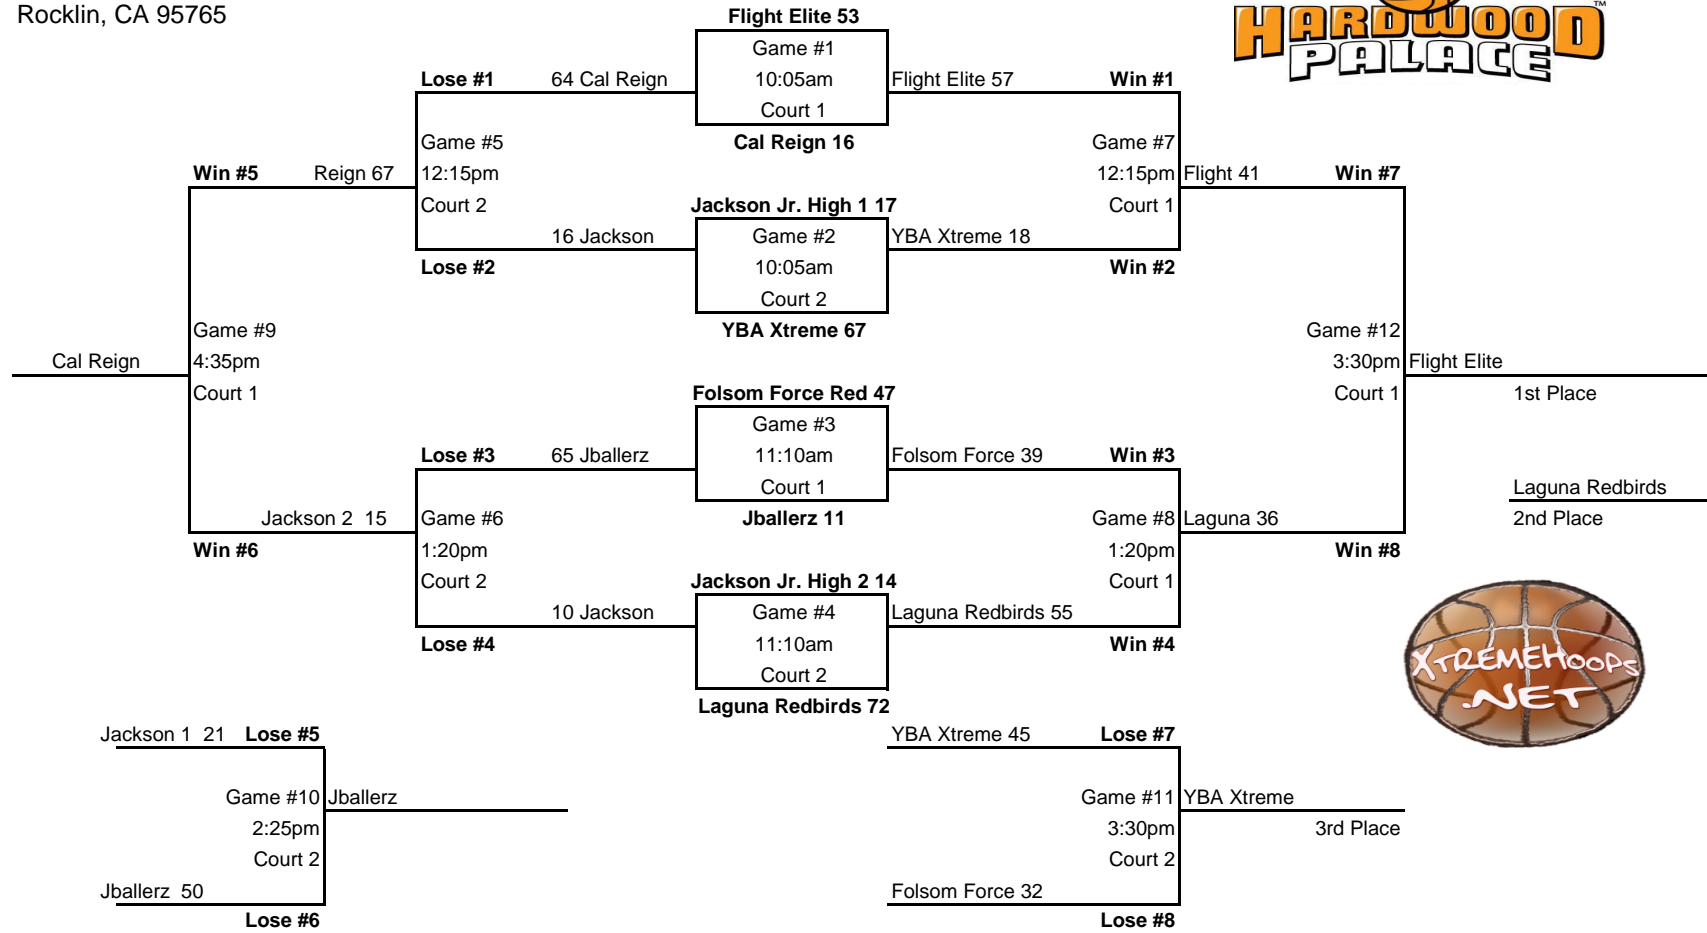 Rocklin, CA 95765
HARDWOOD PALACE ™
Flight Elite 53
Game #1
Lose #1 64 Cal Reign 10:05am Flight Elite 57 Win #1
Court 1
Game #5 Cal Reign 16 Game #7
Win #5 Reign 67 12:15pm 12:15pm Flight 41 Win #7
Court 2 Jackson Jr. High 1 17 Court 1
16 Jackson Game #2 YBA Xtreme 18
Lose #2 10:05am Win #2
Court 2
Game #9 YBA Xtreme 67 Game #12
Cal Reign 4:35pm 3:30pm Flight Elite
Court 1 Folsom Force Red 47 Court 1 1st Place
Game #3
Lose #3 65 Jballerz 11:10am Folsom Force 39 Win #3
Court 1 Laguna Redbirds
Jackson 2 15 Game #6 Jballerz 11 Game #8 Laguna 36 2nd Place
Win #6 1:20pm 1:20pm Win #8
Court 2 Jackson Jr. High 2 14 Court 1
10 Jackson Game #4 Laguna Redbirds 55
Lose #4 11:10am Win #4
Court 2
XTREMEHOOPS
.NET
Laguna Redbirds 72
Jackson 1 21 Lose #5 YBA Xtreme 45 Lose #7
Game #10 Jballerz Game #11 YBA Xtreme
2:25pm 3:30pm 3rd Place
Court 2 Court 2
Jballerz 50 Folsom Force 32
Lose #6 Lose #8